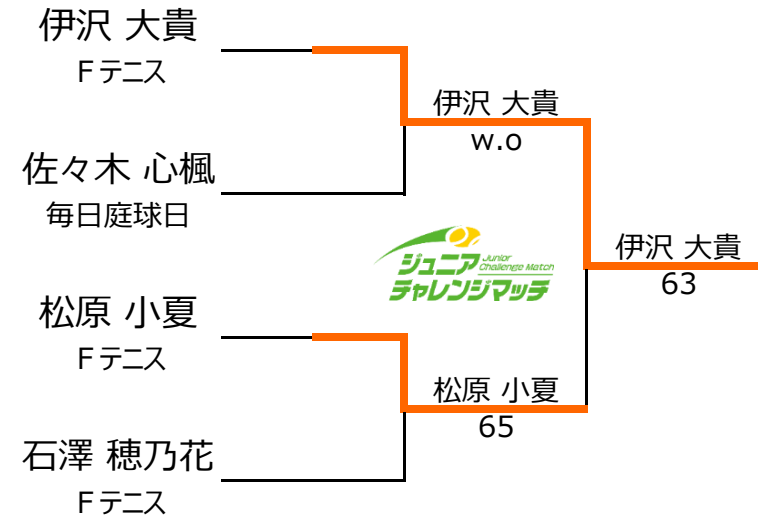 伊沢 大貴
Fテニス
伊沢 大貴
w.o
佐々木 心楓
毎日庭球日
伊沢 大貴
63
ジュニア
Junior
Challenge Match
チャレンジマッチ
松原 小夏
Fテニス
松原 小夏
65
石澤 穂乃花
Fテニス